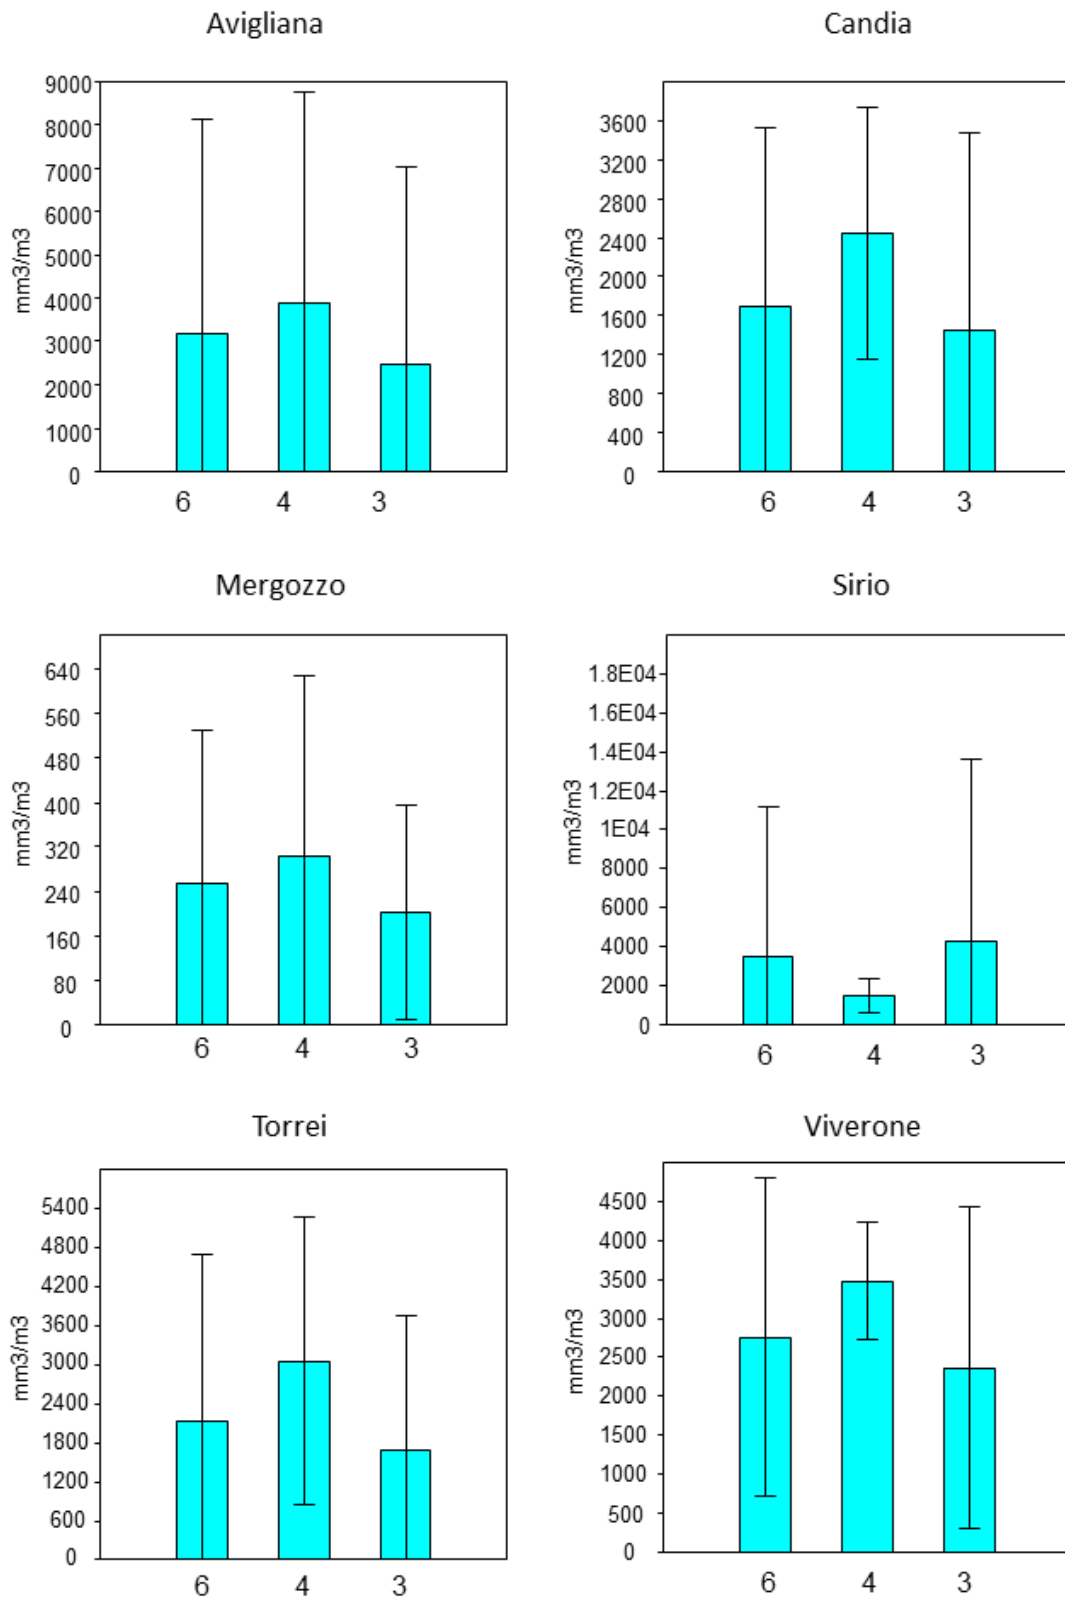 Avigliana
9000
8000
7000
6000
5000
4000
3000
2000
1000
0
mm3/m3
6 4 3
Candia
3600
3200
2800
2400
2000
1600
1200
800
400
0
mm3/m3
6 4 3
Mergozzo
640
560
480
400
320
240
160
80
0
mm3/m3
6 4 3
Sirio
1.8E04
1.6E04
1.4E04
1.2E04
1E04
8000
6000
4000
2000
0
mm3/m3
6 4 3
Torrei
5400
4800
4200
3600
3000
2400
1800
1200
600
0
mm3/m3
6 4 3
Viverone
4500
4000
3500
3000
2500
2000
1500
1000
500
0
mm3/m3
6 4 3